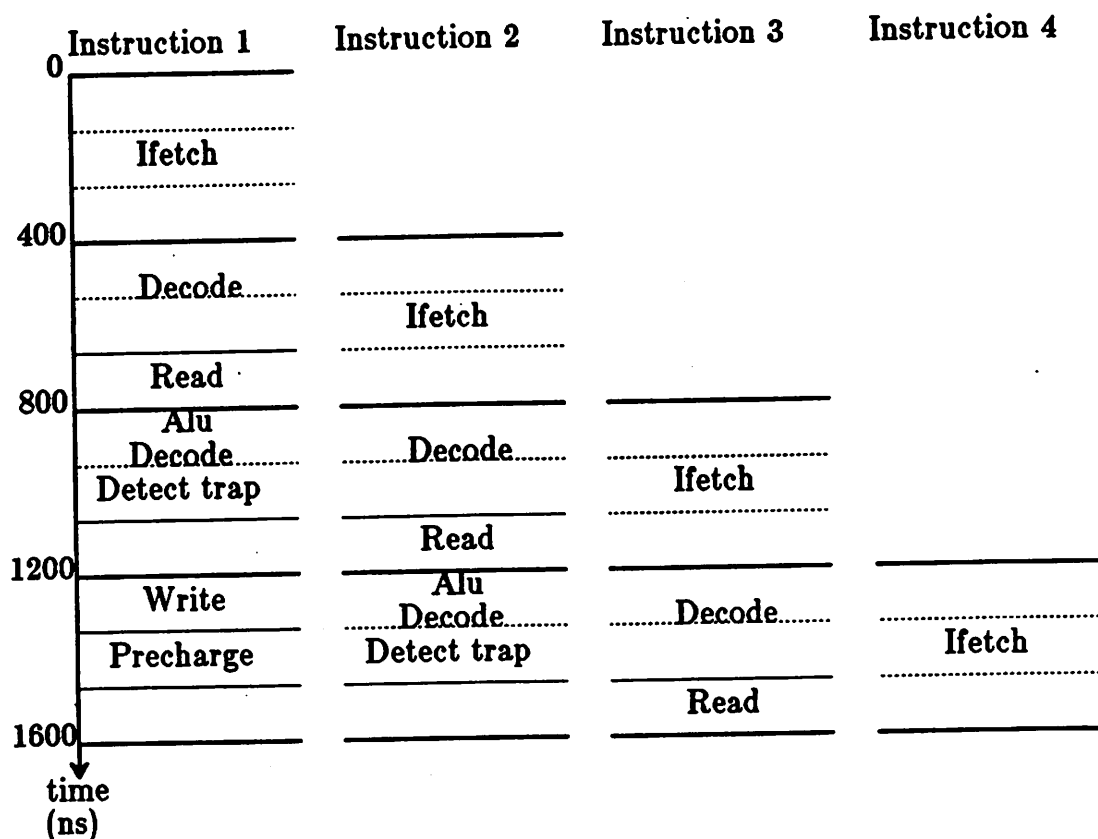 Instruction 1 Instruction 2 Instruction 3 Instruction 4
0
Ifetch
400
Decode
Ifetch
Read
800
Alu
Decode Decode
Detect trap Ifetch
Read
1200
Write Alu
Decode Decode
Precharge Detect trap Ifetch
Read
1600
time
(ns)